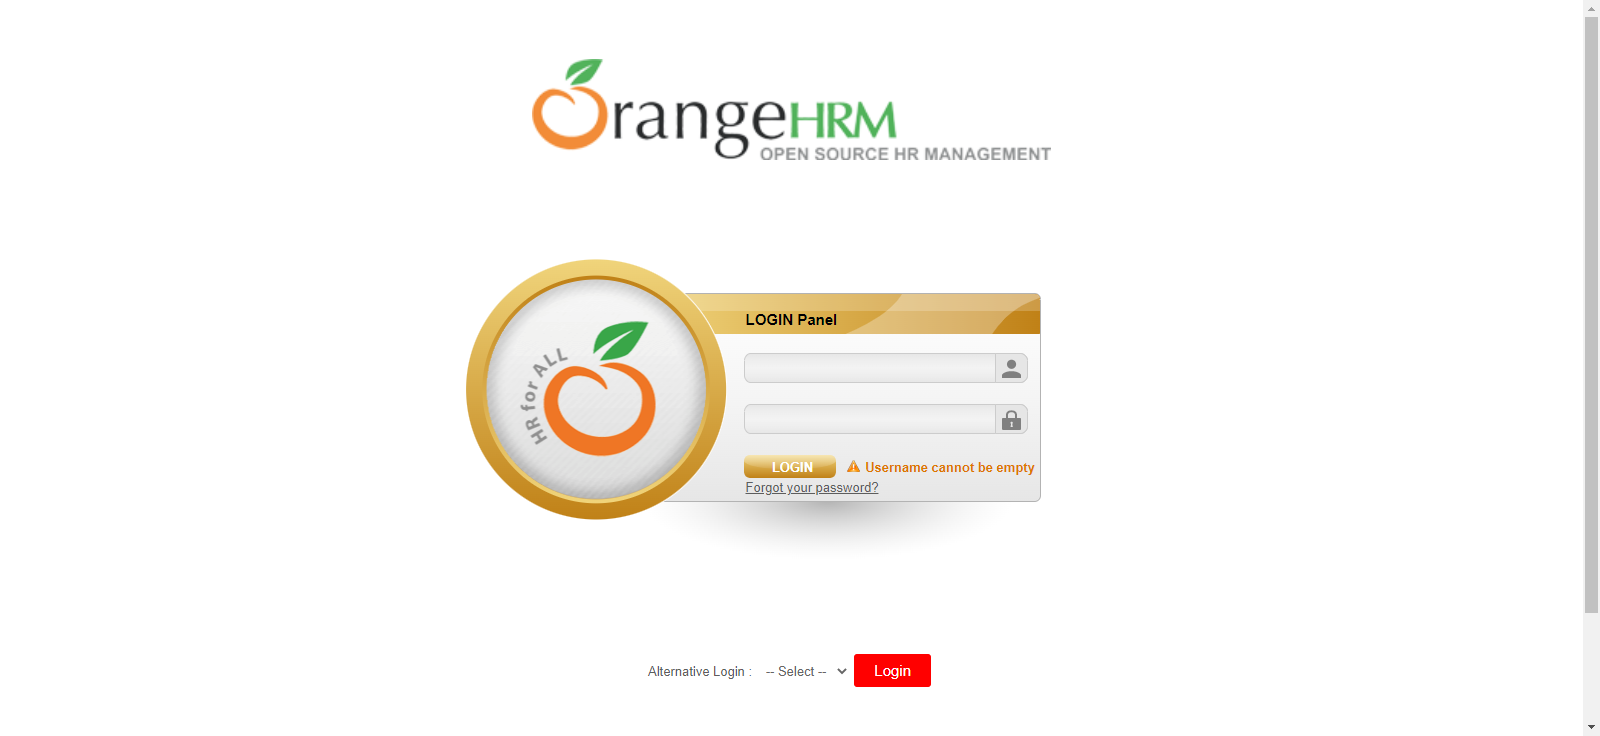 OrangeHRM
OPEN SOURCE HR MANAGEMENT
HR for ALL
LOGIN Panel
LOGIN
Username cannot be empty
Forgot your password?
Alternative Login : -- Select -- Login